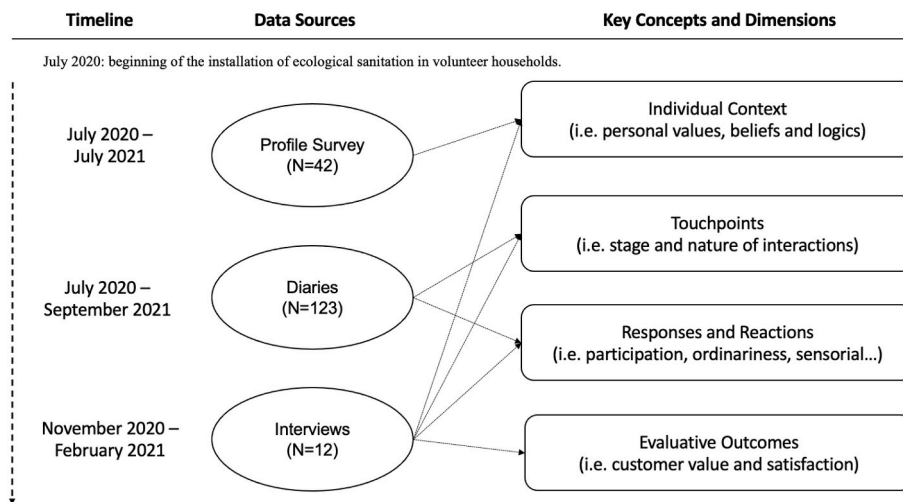 Timeline
Data Sources
Key Concepts and Dimensions
July 2020: beginning of the installation of ecological sanitation in volunteer households.
July 2020 –
July 2021
Profile Survey
(N=42)
Individual Context
(i.e. personal values, beliefs and logics)
Touchpoints
(i.e. stage and nature of interactions)
July 2020 –
September 2021
Diaries
(N=123)
Responses and Reactions
(i.e. participation, ordinariness, sensorial...)
November 2020 –
February 2021
Interviews
(N=12)
Evaluative Outcomes
(i.e. customer value and satisfaction)